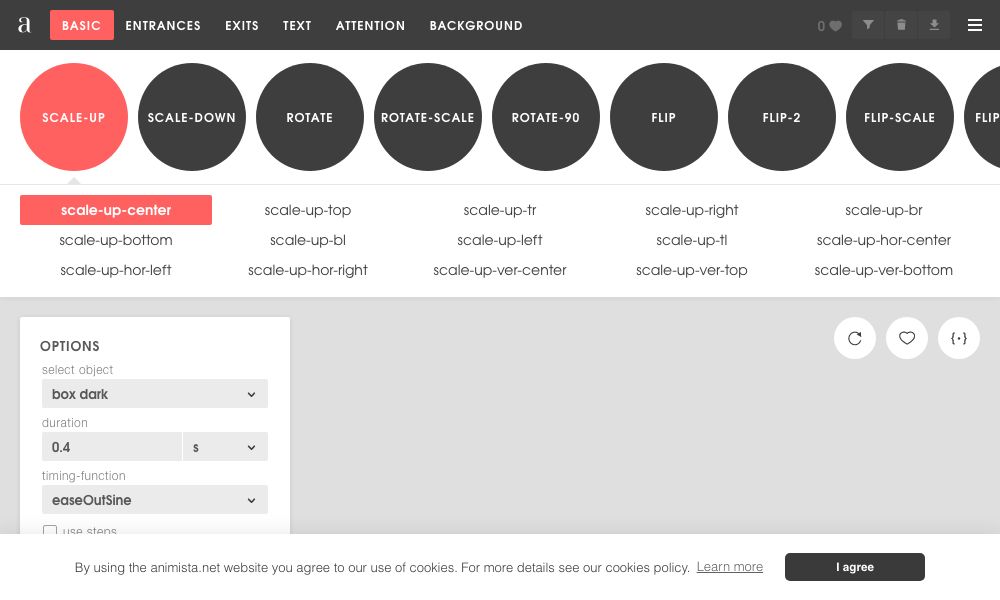 a BASIC ENTRANCES EXITS TEXT ATTENTION BACKGROUND 0
SCALE-UP SCALE-DOWN ROTATE ROTATE-SCALE ROTATE-90 FLIP FLIP-2 FLIP-SCALE FLIP
scale-up-center scale-up-top scale-up-tr scale-up-right scale-up-br
scale-up-bottom scale-up-bl scale-up-left scale-up-tl scale-up-hor-center
scale-up-hor-left scale-up-hor-right scale-up-ver-center scale-up-ver-top scale-up-ver-bottom
OPTIONS
select object
box dark
duration
0.4 s
timing-function
easeOutSine
use steps
By using the animista.net website you agree to our use of cookies. For more details see our cookies policy. Learn more I agree